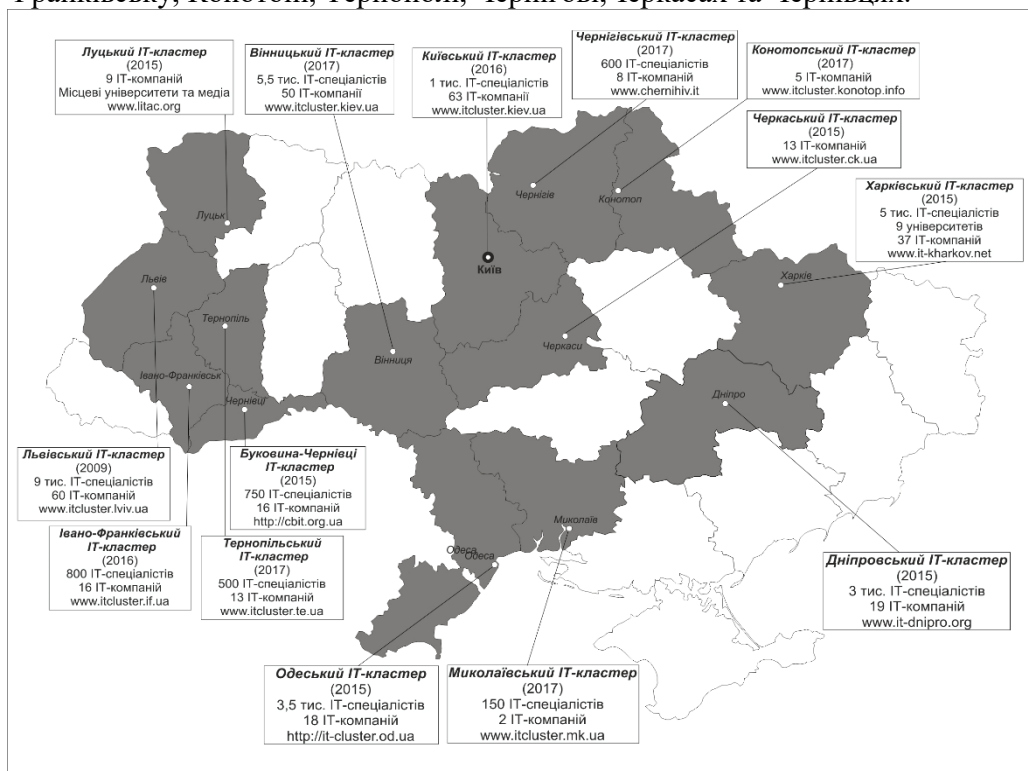 Франківську, Конотопі, Тернополі, Чернігові, Черкасах та Чернівцях.
Луцький ІТ-кластер
(2015)
9 ІТ-компаній
Місцеві університети та медіа
www.litac.org
Вінницький ІТ-кластер
(2017)
5,5 тис. ІТ-спеціалістів
50 ІТ-компанії
www.itcluster.kiev.ua
Київський ІТ-кластер
(2016)
1 тис. ІТ-спеціалістів
63 ІТ-компанії
www.itcluster.kiev.ua
Чернігівський ІТ-кластер
(2017)
600 ІТ-спеціалістів
8 ІТ-компаній
www.chernihiv.it
Конотопський ІТ-кластер
(2017)
5 ІТ-компаній
www.itcluster.konotop.info
Черкаський ІТ-кластер
(2015)
13 ІТ-компаній
www.itcluster.ck.ua
Харківський ІТ-кластер
(2015)
5 тис. ІТ-спеціалістів
9 університетів
37 ІТ-компаній
www.it-kharkov.net
Чернігів
Конотоп
Луцьк
Київ
Харків
Львів
Тернопіль
Вінниця
Черкаси
Івано-Франківськ
Чернівці
Дніпро
Львівський ІТ-кластер
(2009)
9 тис. ІТ-спеціалістів
60 ІТ-компаній
www.itcluster.lviv.ua
Буковина-Чернівці
ІТ-кластер
(2015)
750 ІТ-спеціалістів
16 ІТ-компаній
http://cbit.org.ua
Івано-Франківський
ІТ-кластер
(2016)
800 ІТ-спеціалістів
16 ІТ-компаній
www.itcluster.if.ua
Тернопільський
ІТ-кластер
(2017)
500 ІТ-спеціалістів
13 ІТ-компаній
www.itcluster.te.ua
Миколаїв
Одеса
Одеса
Дніпровський ІТ-кластер
(2015)
3 тис. ІТ-спеціалістів
19 ІТ-компаній
www.it-dnipro.org
Одеський ІТ-кластер
(2015)
3,5 тис. ІТ-спеціалістів
18 ІТ-компаній
http://it-cluster.od.ua
Миколаївський ІТ-кластер
(2017)
150 ІТ-спеціалістів
2 ІТ-компаній
www.itcluster.mk.ua